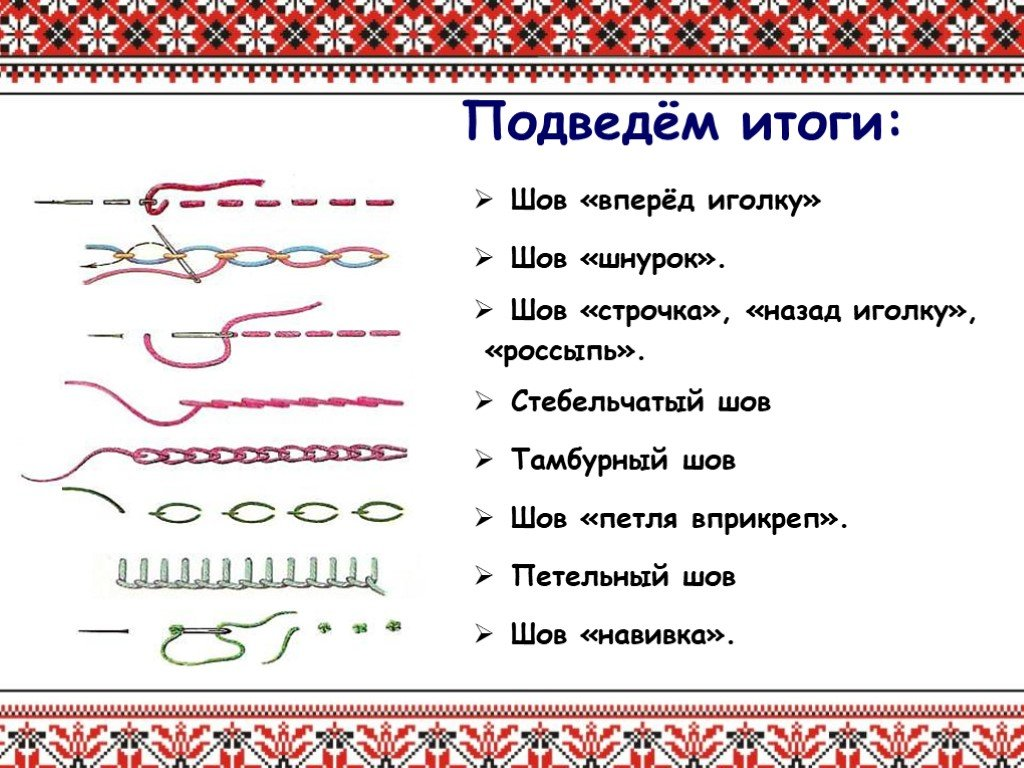 Подведём итоги:
➢ Шов «вперёд иголку»
➢ Шов «шнурок».
➢ Шов «строчка», «назад иголку»,
«россыпь».
➢ Стебельчатый шов
➢ Тамбурный шов
➢ Шов «петля вприкреп».
➢ Петельный шов
➢ Шов «навивка».